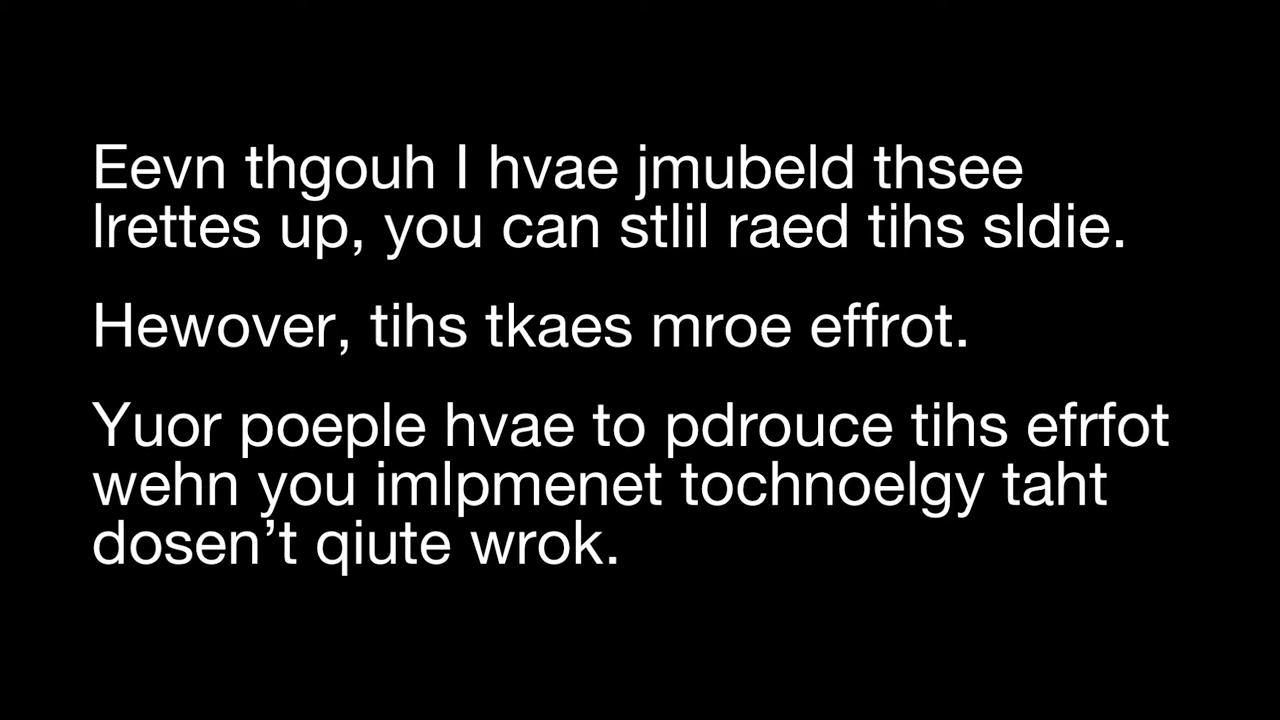 Eevn thgouh I hvae jmubeld thsee
lrettes up, you can stlil raed tihs sldie.
Hewover, tihs tkaes mroe effrot.
Yuor poeple hvae to pdrouce tihs efrfot
wehn you imlpmenet tochnoelgy taht
dosen’t qiute wrok.